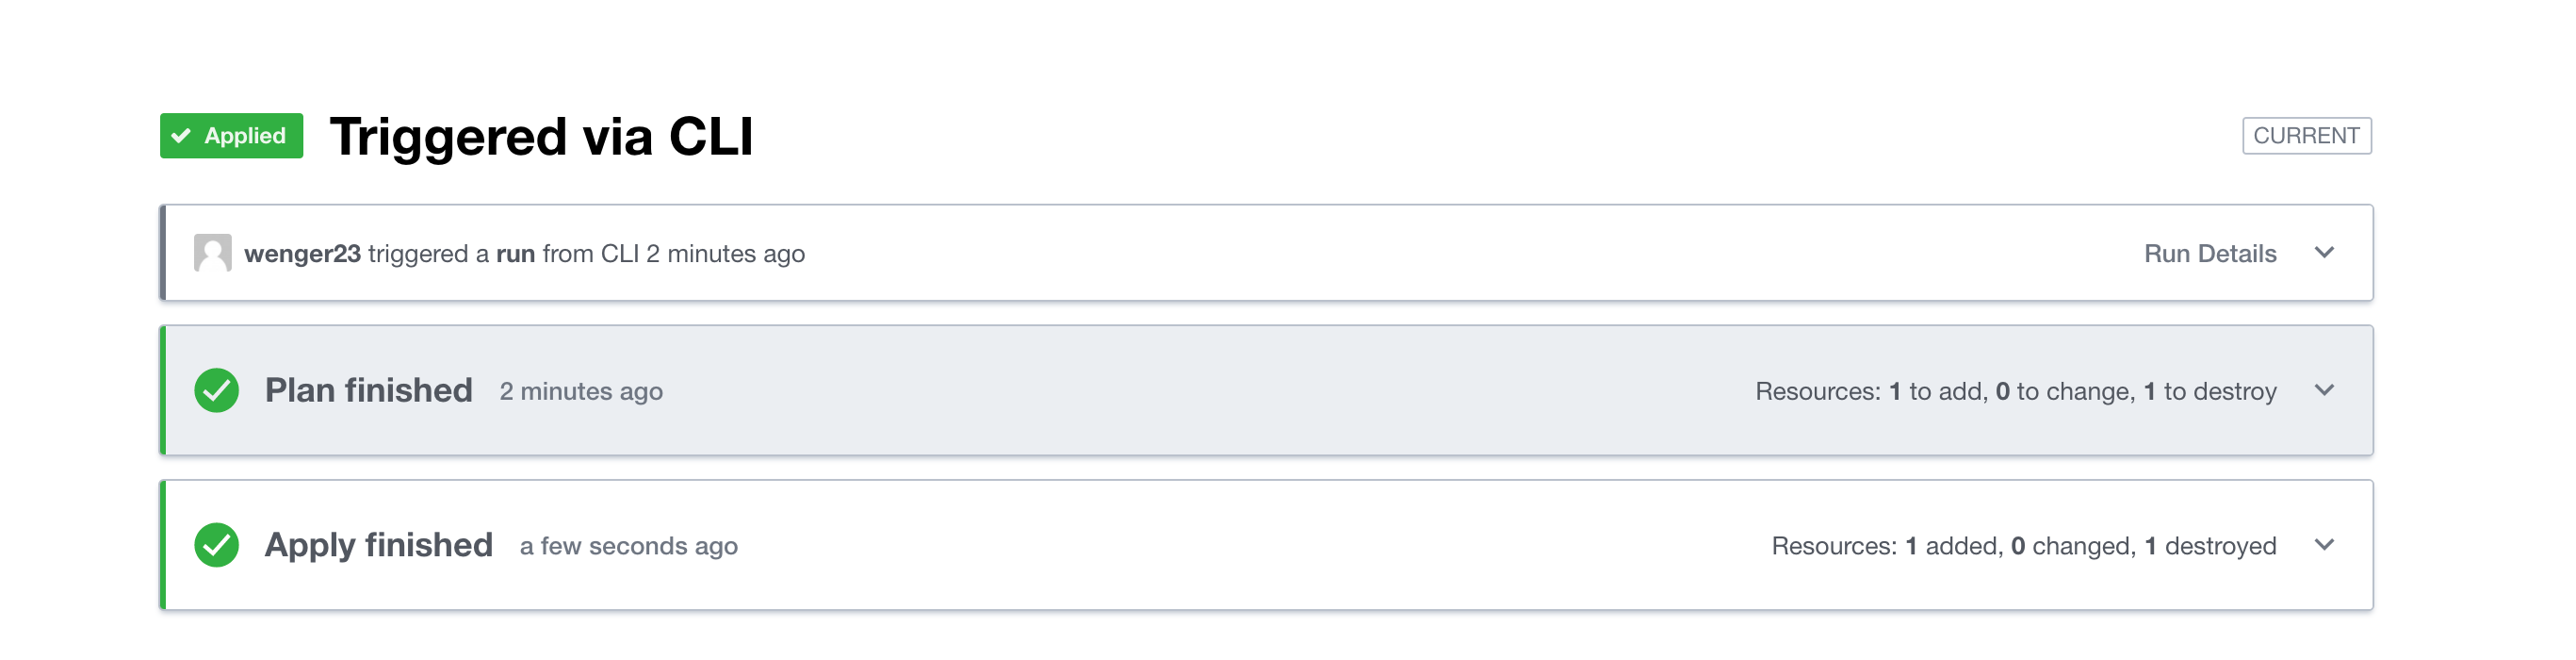 Applied
Triggered via CLI
CURRENT
wenger23 triggered a run from CLI 2 minutes ago
Run Details
Plan finished
2 minutes ago
Resources: 1 to add, 0 to change, 1 to destroy
Apply finished
a few seconds ago
Resources: 1 added, 0 changed, 1 destroyed